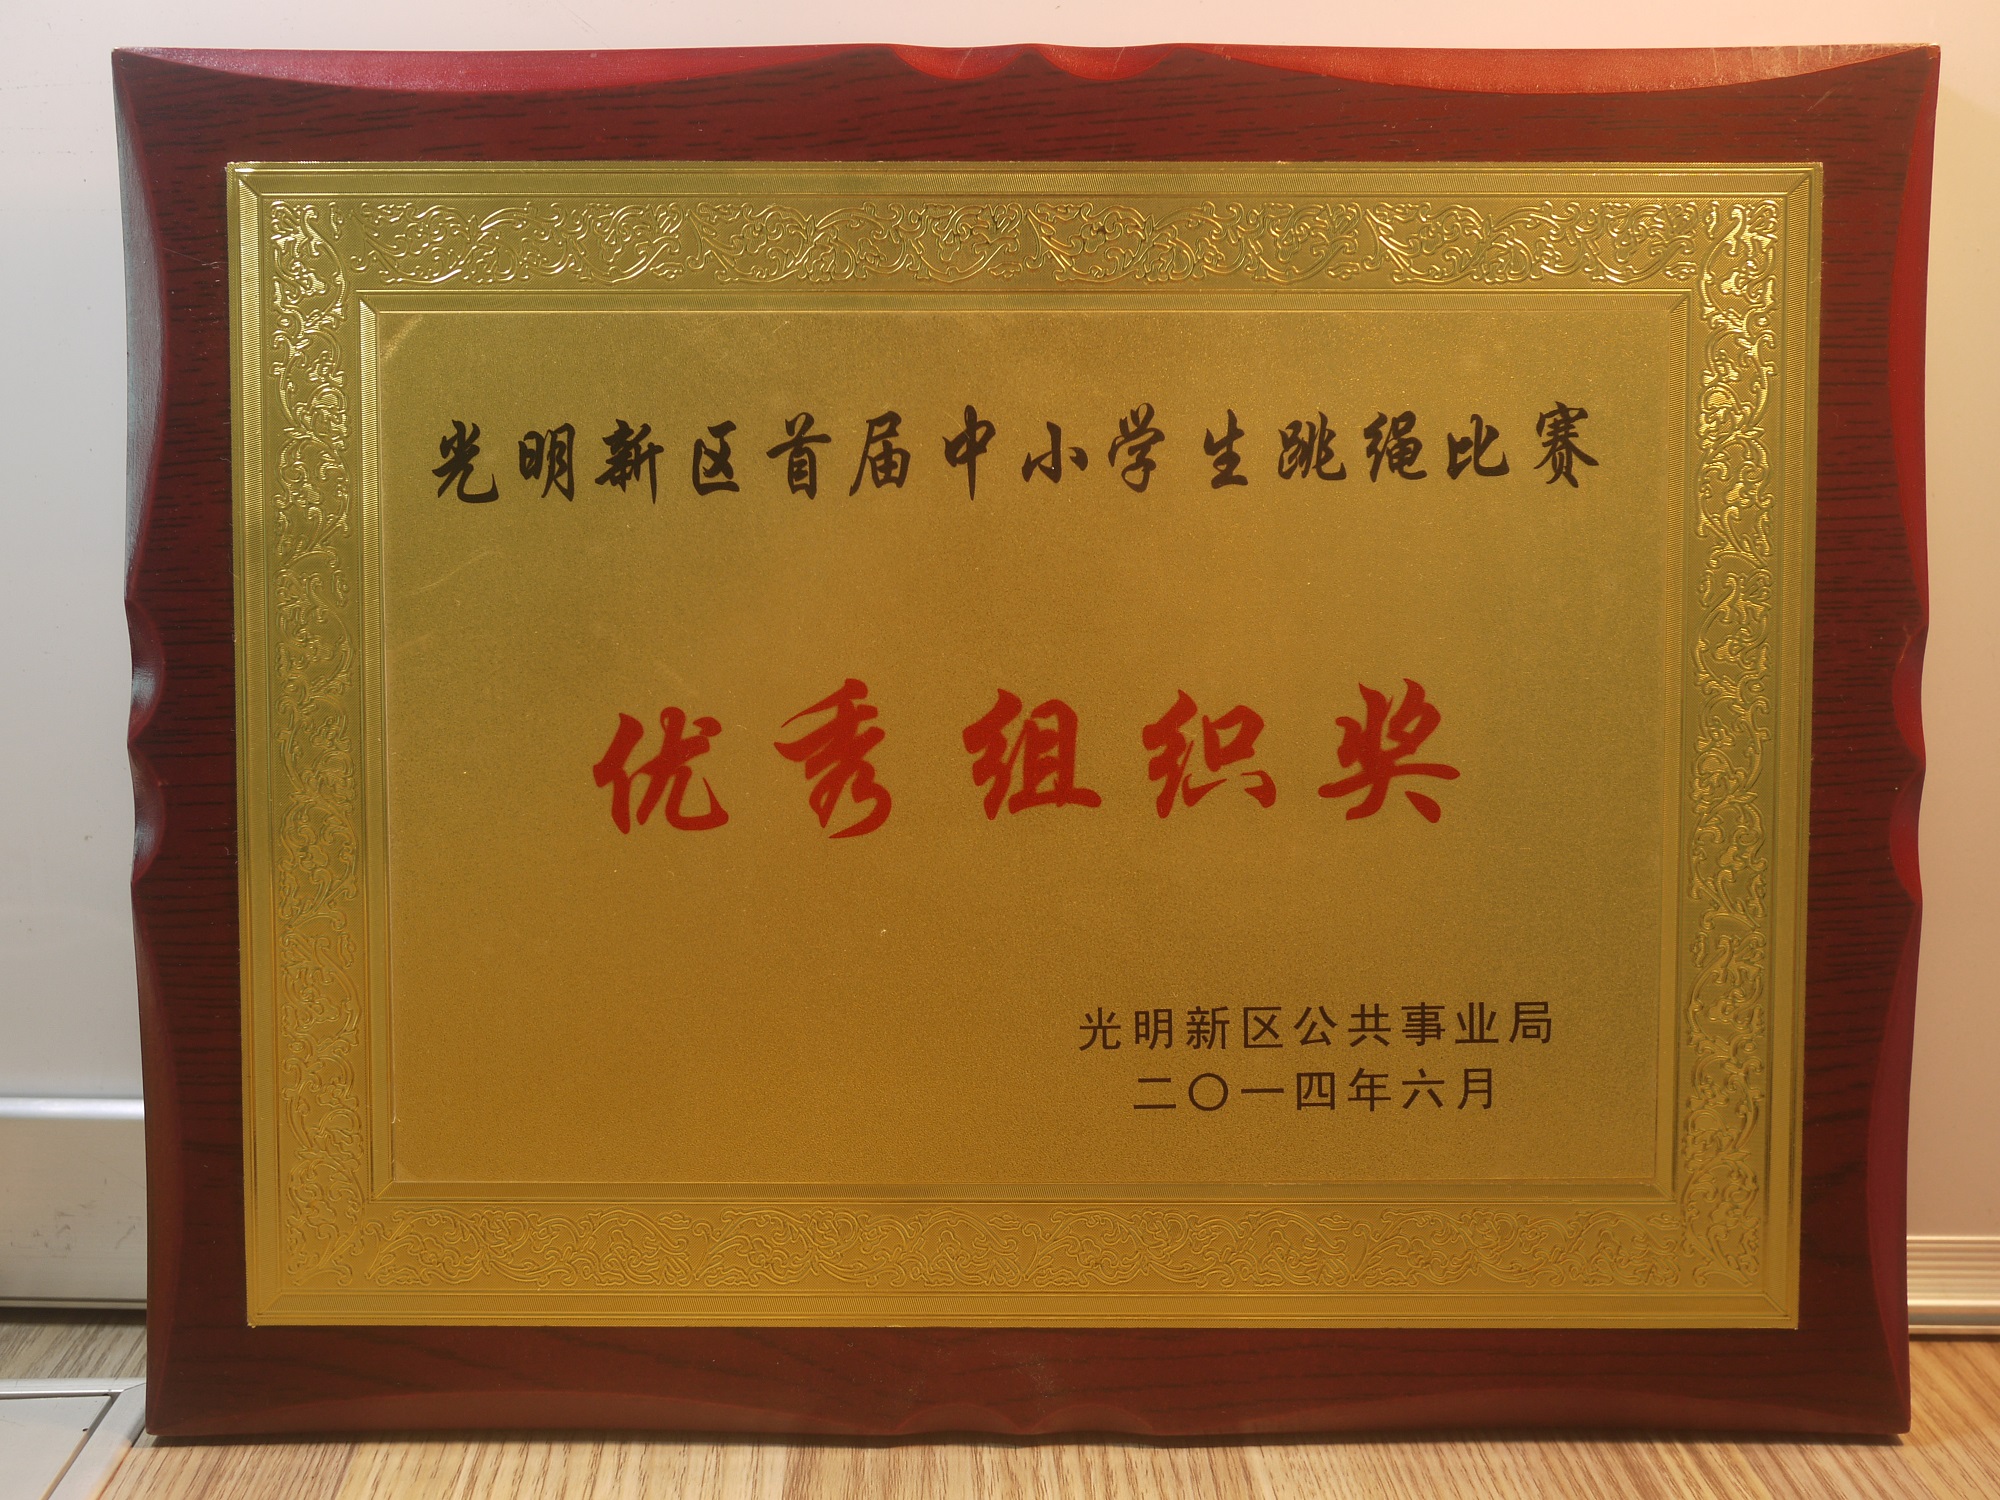 光明新区首届中小学生跳绳比赛
优秀组织奖
光明新区公共事业局
二〇一四年六月